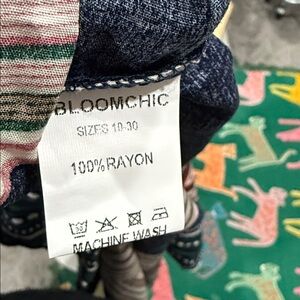 BLOOMCHIC
SIZES 10-30
100%RAYON
MACHINE WASH